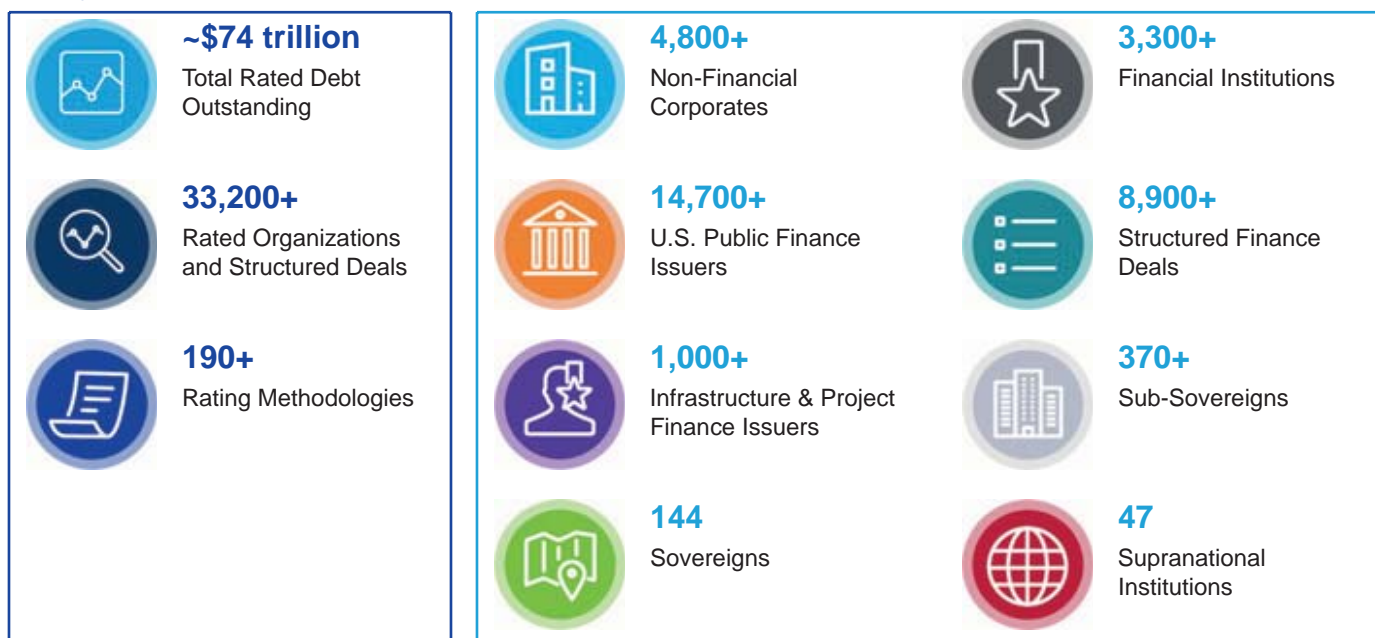 ~$74 trillion
Total Rated Debt
Outstanding
33,200+
Rated Organizations
and Structured Deals
190+
Rating Methodologies
4,800+
Non-Financial
Corporates
3,300+
Financial Institutions
14,700+
U.S. Public Finance
Issuers
8,900+
Structured Finance
Deals
1,000+
Infrastructure & Project
Finance Issuers
370+
Sub-Sovereigns
144
Sovereigns
47
Supranational
Institutions